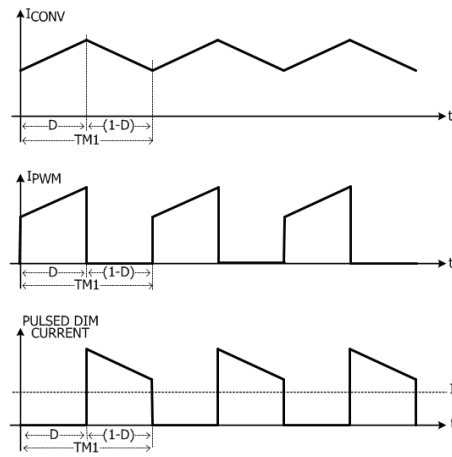 ICONV
t
D
(1-D)
TM1
IPWM
t
D
(1-D)
TM1
PULSED DIM
CURRENT
I
t
D
(1-D)
TM1